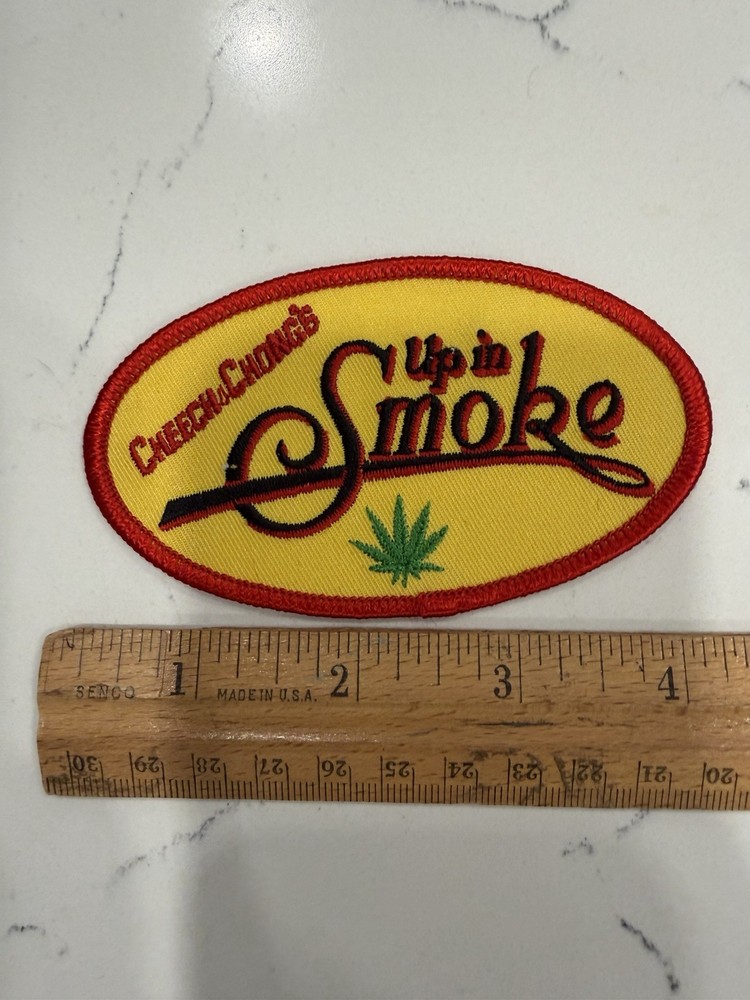 CHEECH & CHONG'S
Up in
Smoke
1 2 3 4
SENCO MADE IN U.S.A.
30 29 28 27 26 25 24 23 22 21 20